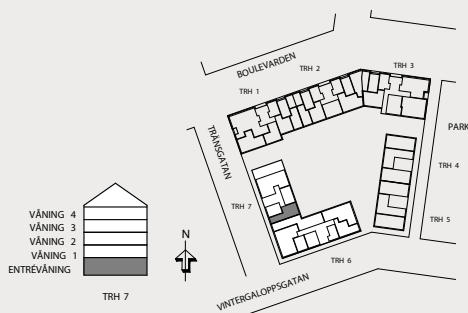 BOULEVARDEN
TRH 1
TRH 2
TRH 3
TRÄNSGATAN
PARK
TRH 4
TRH 7
TRH 5
TRH 6
VINTERGALOPPSGATAN
N
VÅNING 4
VÅNING 3
VÅNING 2
VÅNING 1
ENTRÉVÅNING
TRH 7